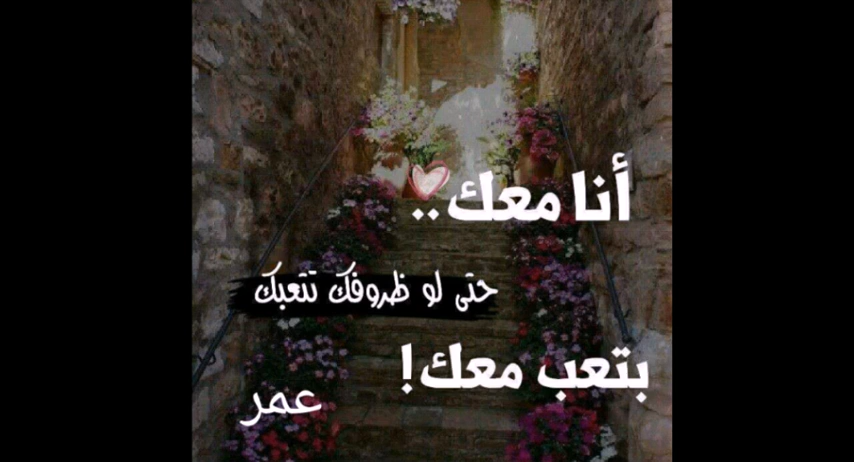 أنا معك..
حتى لو ظروفك تتعبك
بتعب معك!
عمر